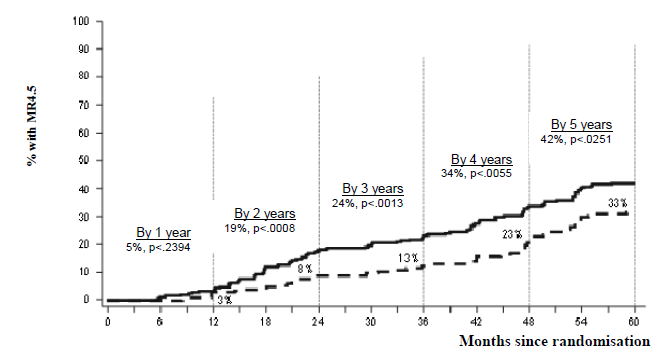 100
90
80
70
60
50
40
30
20
10
0
% with MR4.5
By 1 year
5%, p<.2394
By 2 years
19%, p<.0008
By 3 years
24%, p<.0013
By 4 years
34%, p<.0055
By 5 years
42%, p<.0251
3%
8%
13%
23%
33%
0 6 12 18 24 30 36 42 48 54 60
Months since randomisation